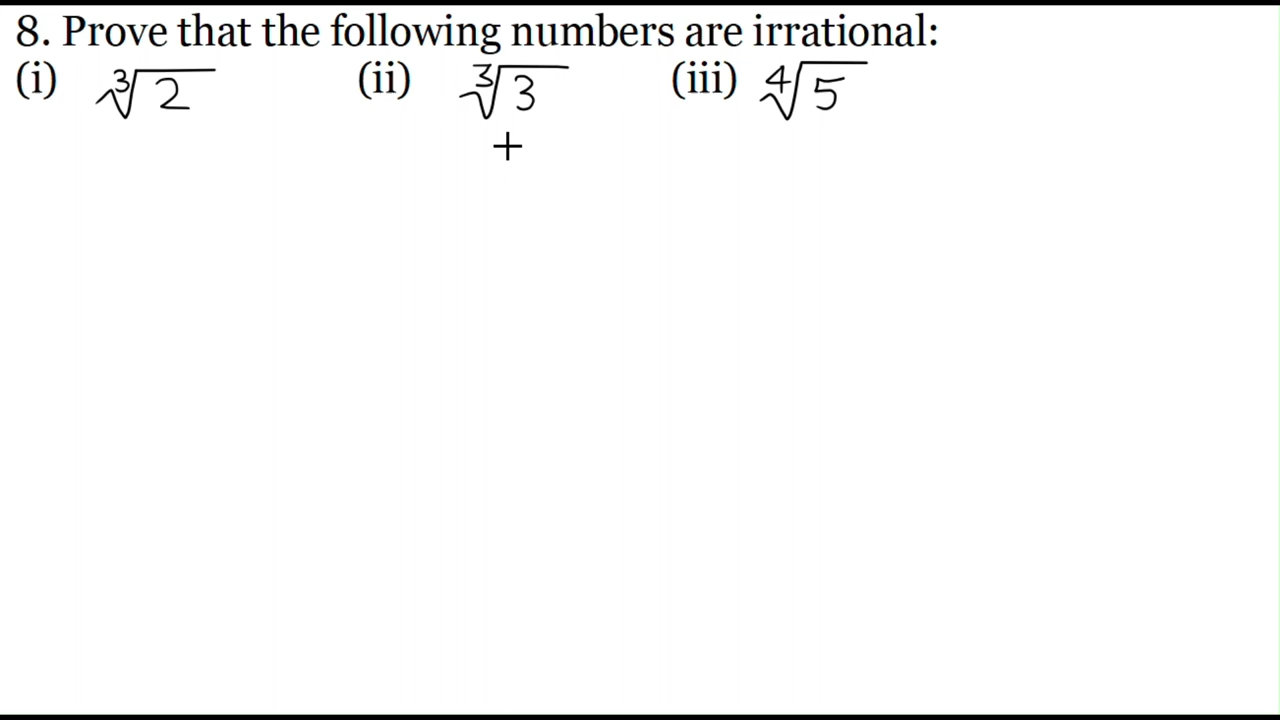 8. Prove that the following numbers are irrational:
(i) ∛2 (ii) ∛3 (iii) ∜5